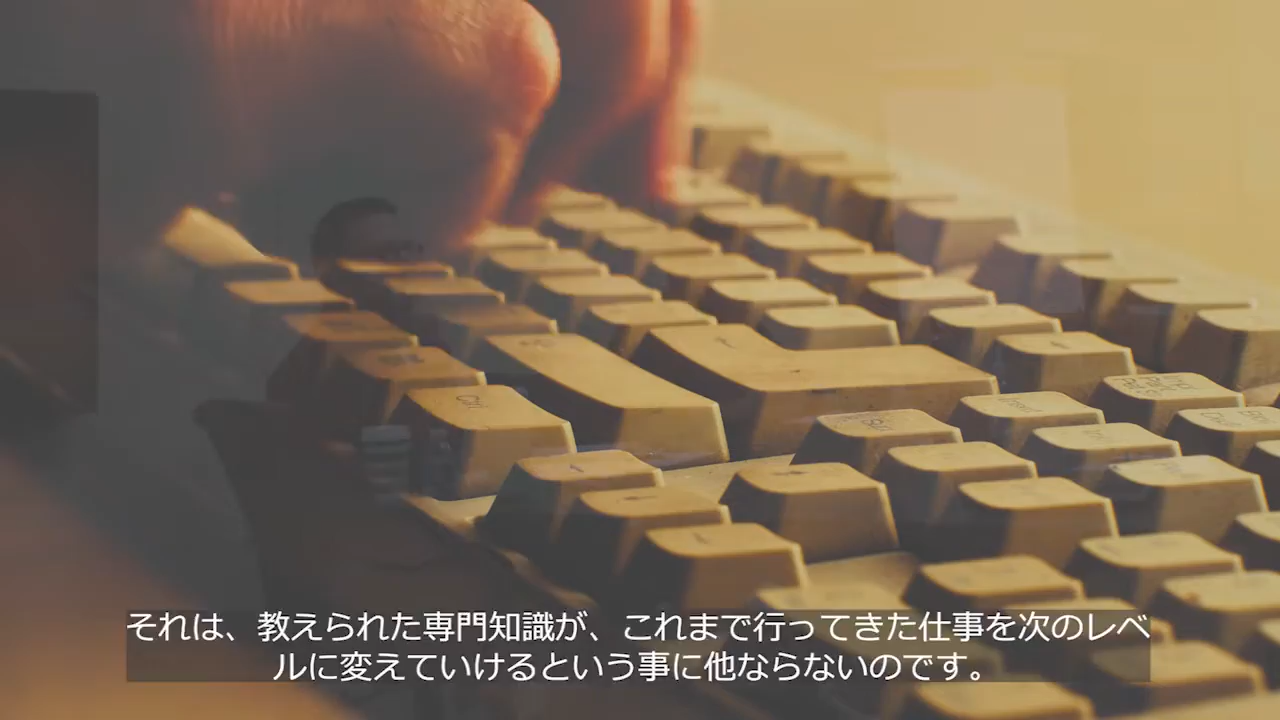 それは、教えられた専門知識が、これまで行ってきた仕事を次のレベ
ルに変えていけるという事に他ならないのです。
Ctrl